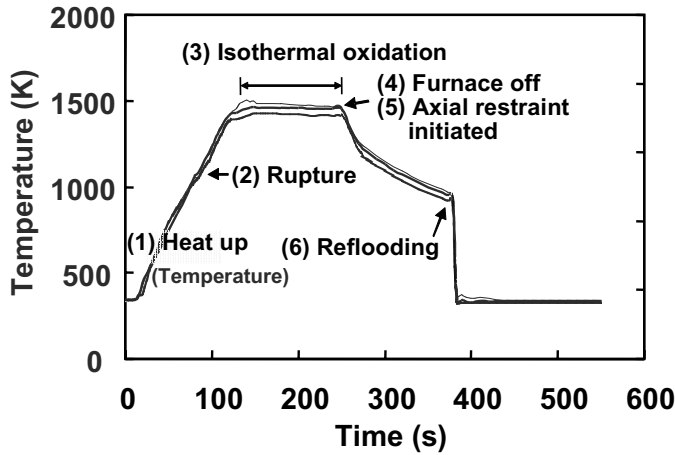 2000
(3) Isothermal oxidation
(4) Furnace off
1500
(5) Axial restraint
initiated
Temperature (K)
(2) Rupture
1000
(1) Heat up
(6) Reflooding
(Temperature)
500
0
0 100 200 300 400 500 600
Time (s)